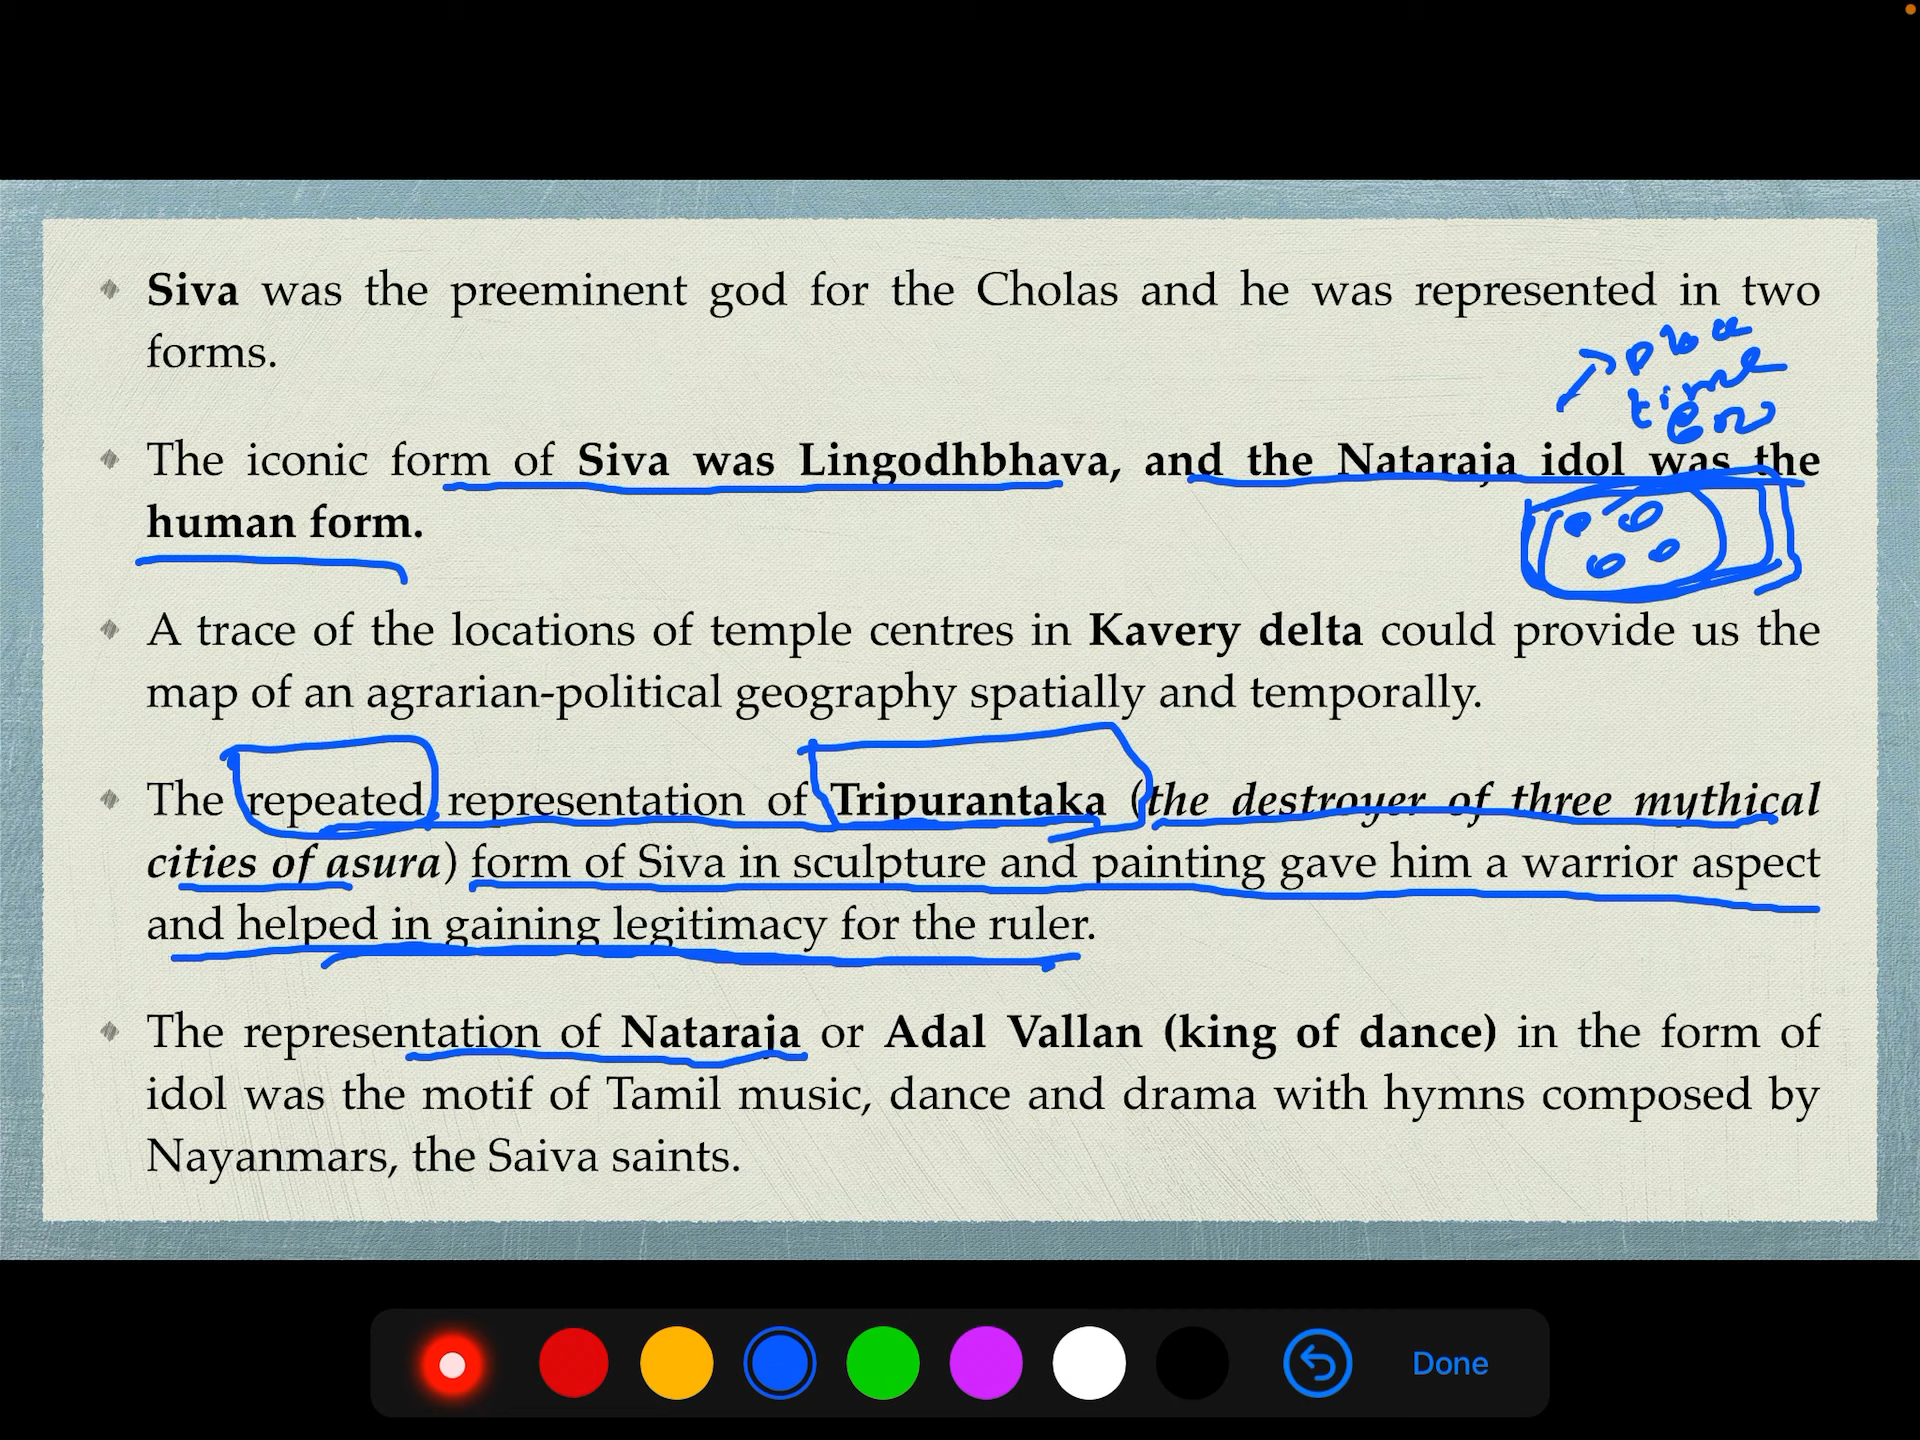 Siva was the preeminent god for the Cholas and he was represented in two
forms.
time
The iconic form of Siva was Lingodhbhava, and the Nataraja idol was the
human form.
A trace of the locations of temple centres in Kavery delta could provide us the
map of an agrarian-political geography spatially and temporally.
The repeated representation of Tripurantaka (the destroyer of three mythical
cities of asura) form of Siva in sculpture and painting gave him a warrior aspect
and helped in gaining legitimacy for the ruler.
The representation of Nataraja or Adal Vallan (king of dance) in the form of
idol was the motif of Tamil music, dance and drama with hymns composed by
Nayanmars, the Saiva saints.
Done